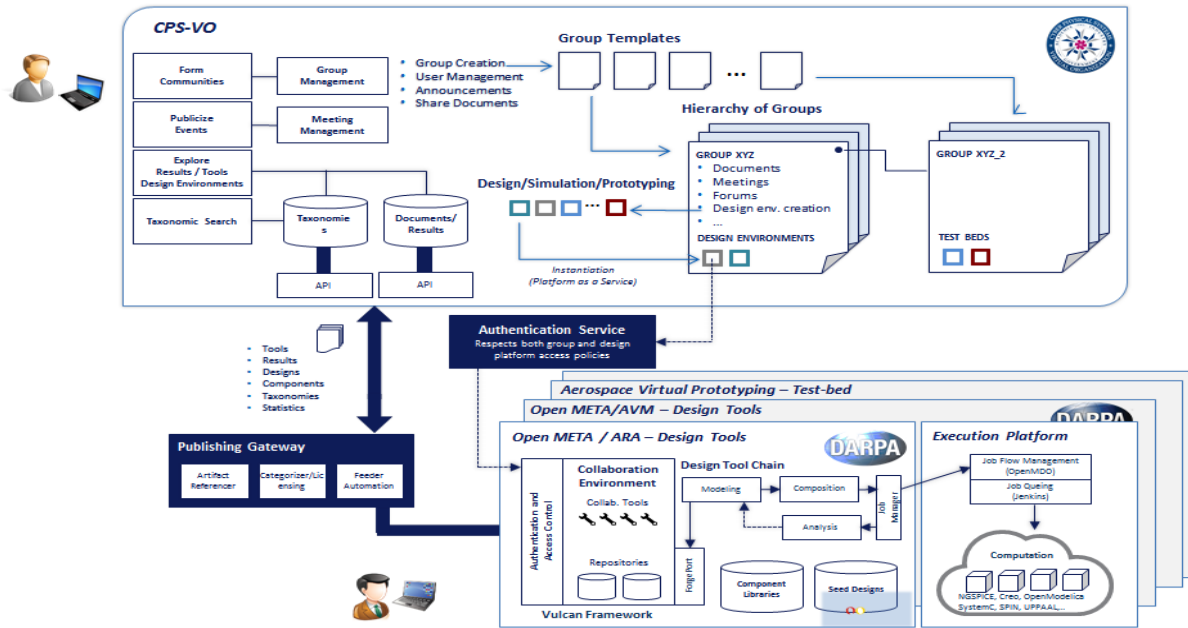 CPS-VO
Form
Communities
Group
Management
Publicize
Events
Meeting
Management
Explore
Results / Tools
Design Environments
Taxonomic Search
Taxonomie
s
Documents/
Results
API
API
• Group Creation
• User Management
• Announcements
• Share Documents
Group Templates
...
Hierarchy of Groups
GROUP XYZ
• Documents
• Meetings
• Forums
• Design env. creation
• ...
DESIGN ENVIRONMENTS
GROUP XYZ_2
TEST BEDS
Design/Simulation/Prototyping
...
Instantiation
(Platform as a Service)
• Tools
• Results
• Designs
• Components
• Taxonomies
• Statistics
Authentication Service
Respects both group and design
platform access policies
Publishing Gateway
Artifact
Referencer
Categorizer/Lic
ensing
Feeder
Automation
Aerospace Virtual Prototyping – Test-bed
Open META/AVM – Design Tools
DARPA
Open META / ARA – Design Tools
DARPA
Authentication and
Access Control
Collaboration
Environment
Collab. Tools
Repositories
Vulcan Framework
ForgePort
Design Tool Chain
Modeling
Composition
Analysis
Job
Manager
Component
Libraries
Seed Designs
Execution Platform
Job Flow Management
(OpenMDO)
Job Queing
(Jenkins)
Computation
NGSPICE, Creo, OpenModelica
SystemC, SPIN, UPPAAL,...